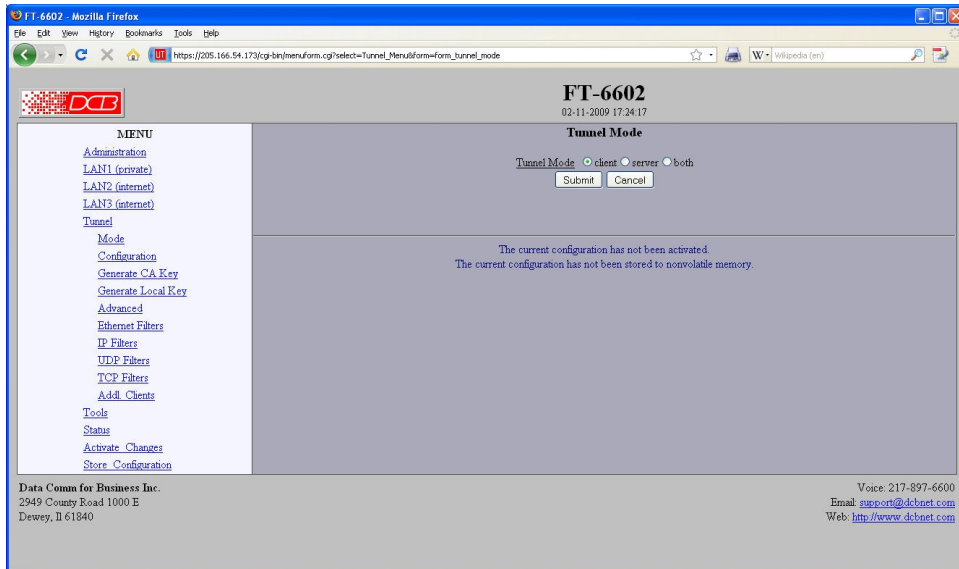 FT-6602 - Mozilla Firefox
File Edit View History Bookmarks Tools Help
https://205.166.54.173/cgi-bin/menuform.cgi?select=Tunnel_Menu&form=form_tunnel_mode
W Wikipedia (en)
DCB
FT-6602
02-11-2009 17:24:17
MENU
Administration
LAN1 (private)
LAN2 (internet)
LAN3 (internet)
Tunnel
Mode
Configuration
Generate CA Key
Generate Local Key
Advanced
Ethernet Filters
IP Filters
UDP Filters
TCP Filters
Addl. Clients
Tools
Status
Activate_Changes
Store_Configuration
Tunnel Mode
Tunnel Mode client server both
Submit Cancel
The current configuration has not been activated.
The current configuration has not been stored to nonvolatile memory.
Data Comm for Business Inc.
2949 County Road 1000 E
Dewey, Il 61840
Voice: 217-897-6600
Email: support@dcbnet.com
Web: http://www.dcbnet.com